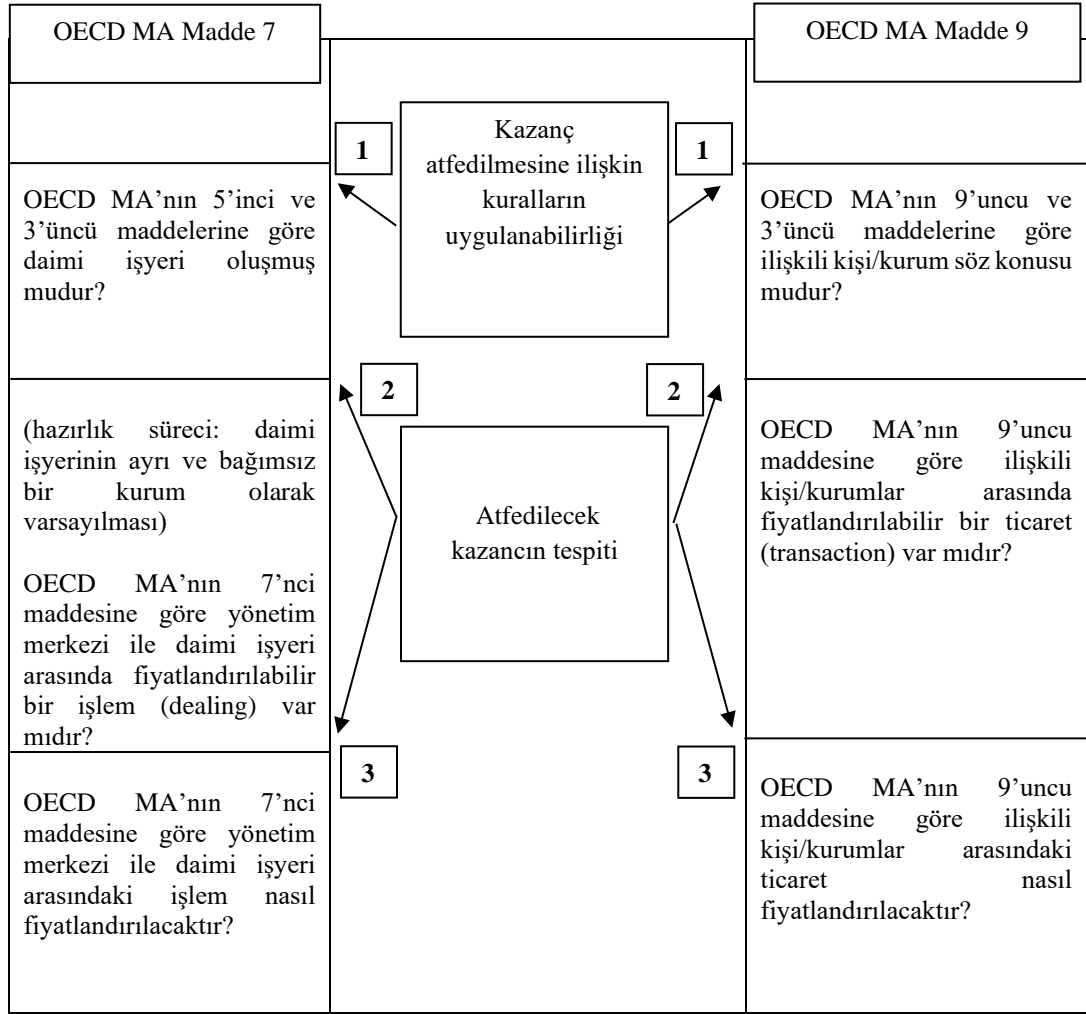 OECD MA Madde 7
OECD MA Madde 9
1
Kazanç
atfedilmesine ilişkin
kuralların
uygulanabilirliği
1
OECD MA’nın 5’inci ve
3’üncü maddelerine göre
daimi işyeri oluşmuş
mudur?
OECD MA’nın 9’uncu ve
3’üncü maddelerine göre
ilişkili kişi/kurum söz konusu
mudur?
2
2
(hazırlık süreci: daimi
işyerinin ayrı ve bağımsız
bir kurum olarak
varsayılması)
OECD MA’nın 7’nci
maddesine göre yönetim
merkezi ile daimi işyeri
arasında fiyatlandırılabilir
bir işlem (dealing) var
mıdır?
Atfedilecek
kazancın tespiti
OECD MA’nın 9’uncu
maddesine göre ilişkili
kişi/kurumlar arasında
fiyatlandırılabilir bir ticaret
(transaction) var mıdır?
3
3
OECD MA’nın 7’nci
maddesine göre yönetim
merkezi ile daimi işyeri
arasındaki işlem nasıl
fiyatlandırılacaktır?
OECD MA’nın 9’uncu
maddesine göre ilişkili
kişi/kurumlar arasındaki
ticaret nasıl
fiyatlandırılacaktır?